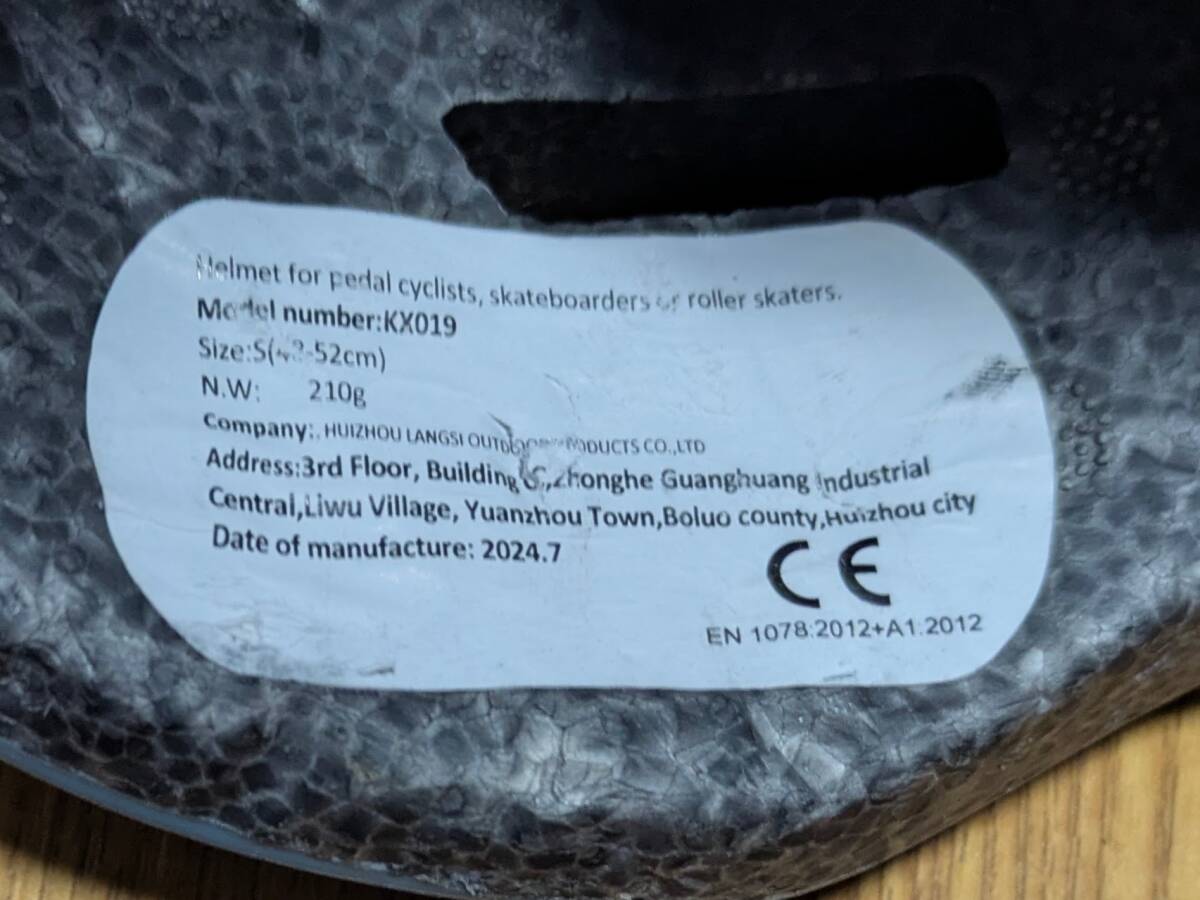 Helmet for pedal cyclists, skateboarders or roller skaters.
Model number:KX019
Size:S(48-52cm)
N.W: 210g
Company:. HUIZHOU LANGSI OUTDOOR PRODUCTS CO.,LTD
Address:3rd Floor, Building C,Zhonghe Guanghuang Industrial
Central,Liwu Village, Yuanzhou Town,Boluo county,Huizhou city
Date of manufacture: 2024.7
CE
EN 1078:2012+A1:2012